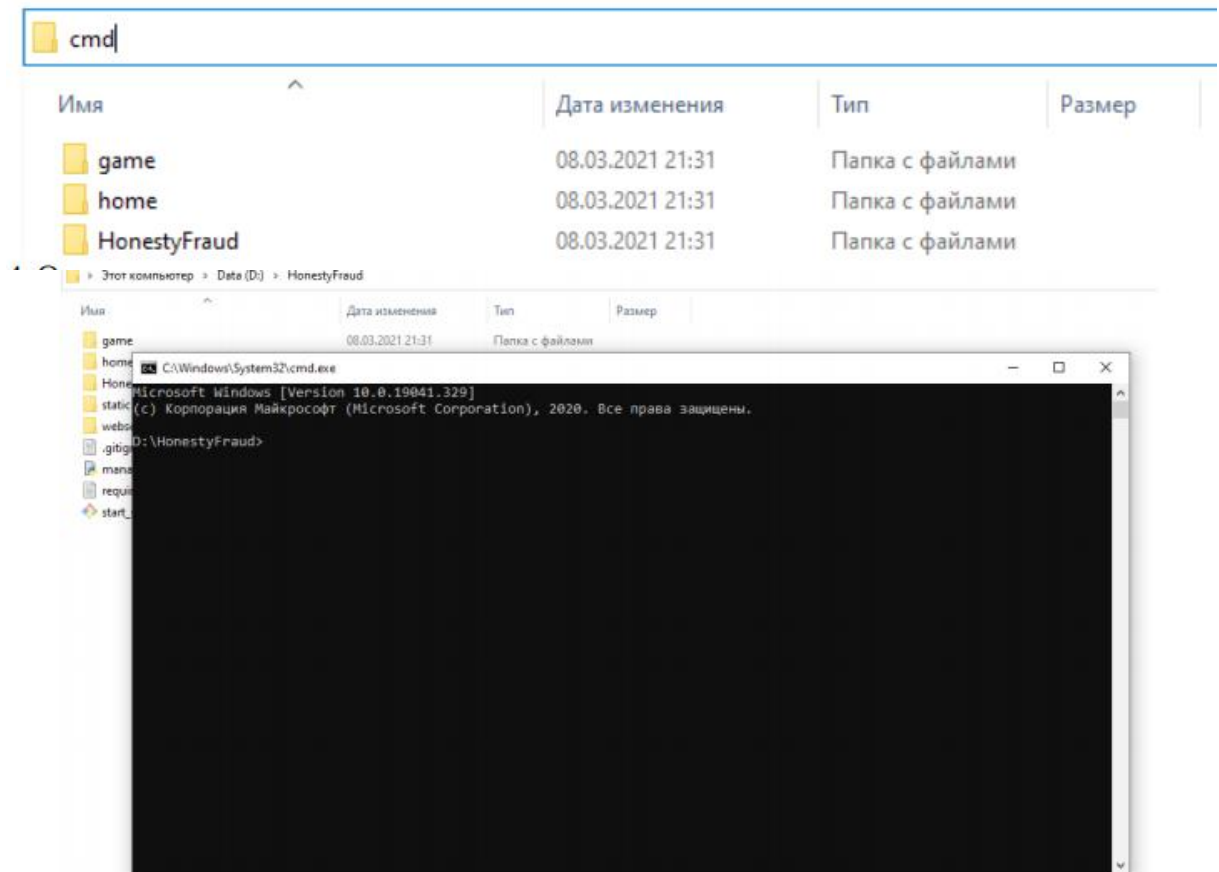 cmd
Имя Дата изменения Тип Размер
game 08.03.2021 21:31 Папка с файлами
home 08.03.2021 21:31 Папка с файлами
HonestyFraud 08.03.2021 21:31 Папка с файлами
Этот компьютер > Data (D:) > HonestyFraud
Имя Дата изменения Тип Размер
game 08.03.2021 21:31 Папка с файлами
home C:\Windows\System32\cmd.exe
Microsoft Windows [Version 10.0.19041.329]
static (c) Корпорация Майкрософт (Microsoft Corporation), 2020. Все права защищены.
D:\HonestyFraud>